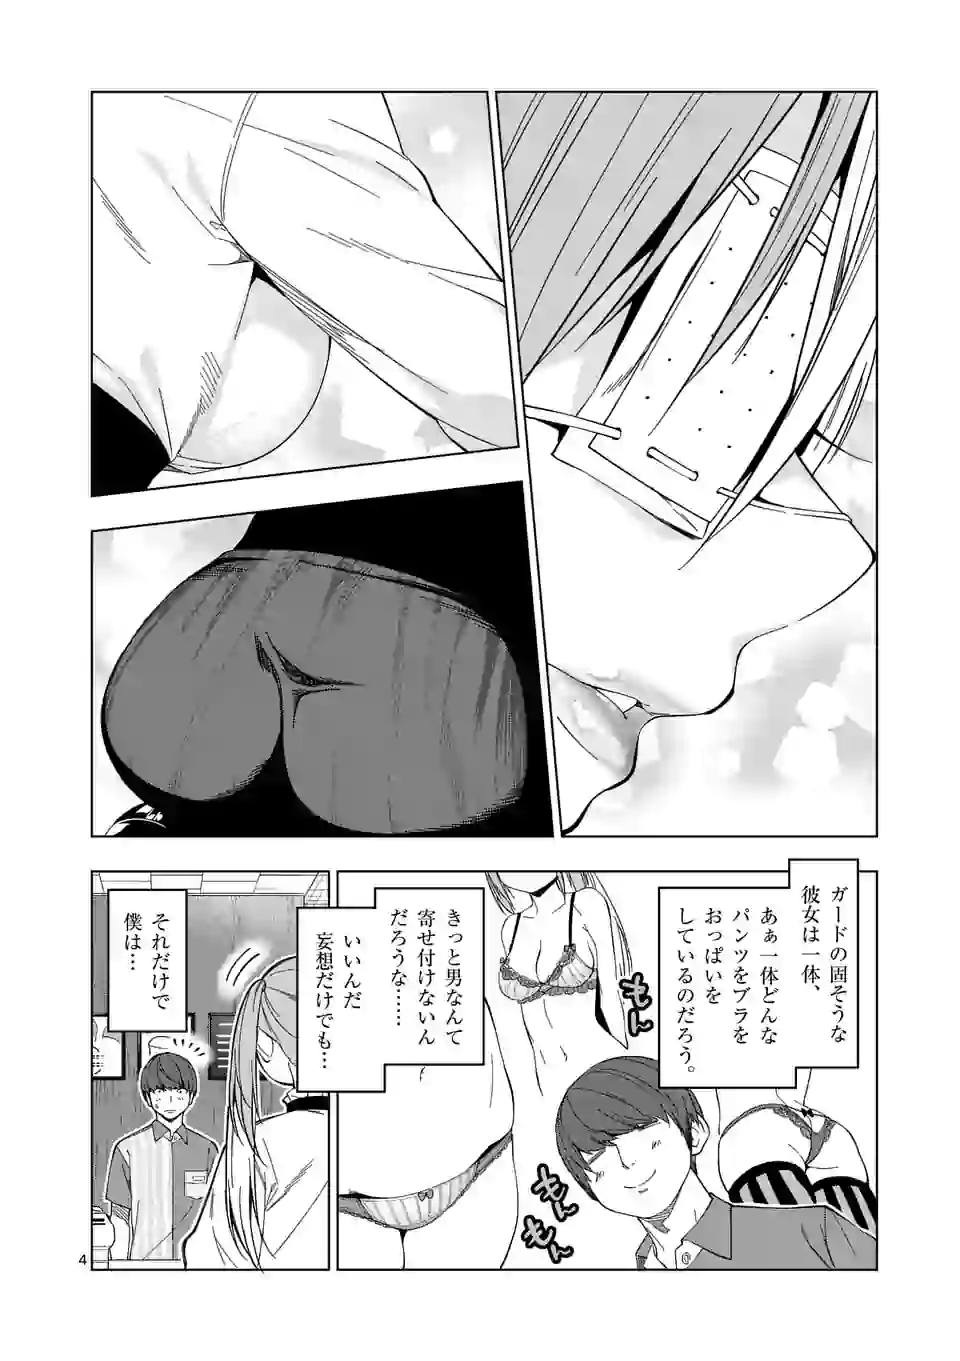 ガードの固そうな
彼女は一体、
あぁ一体どんな
パンツをブラを
おっぱいを
しているのだろう。
もん
もん
もん
もん
きっと男なんて
寄せ付けないん
だろうな……
いいんだ
妄想だけでも…
それだけで
僕は…
4